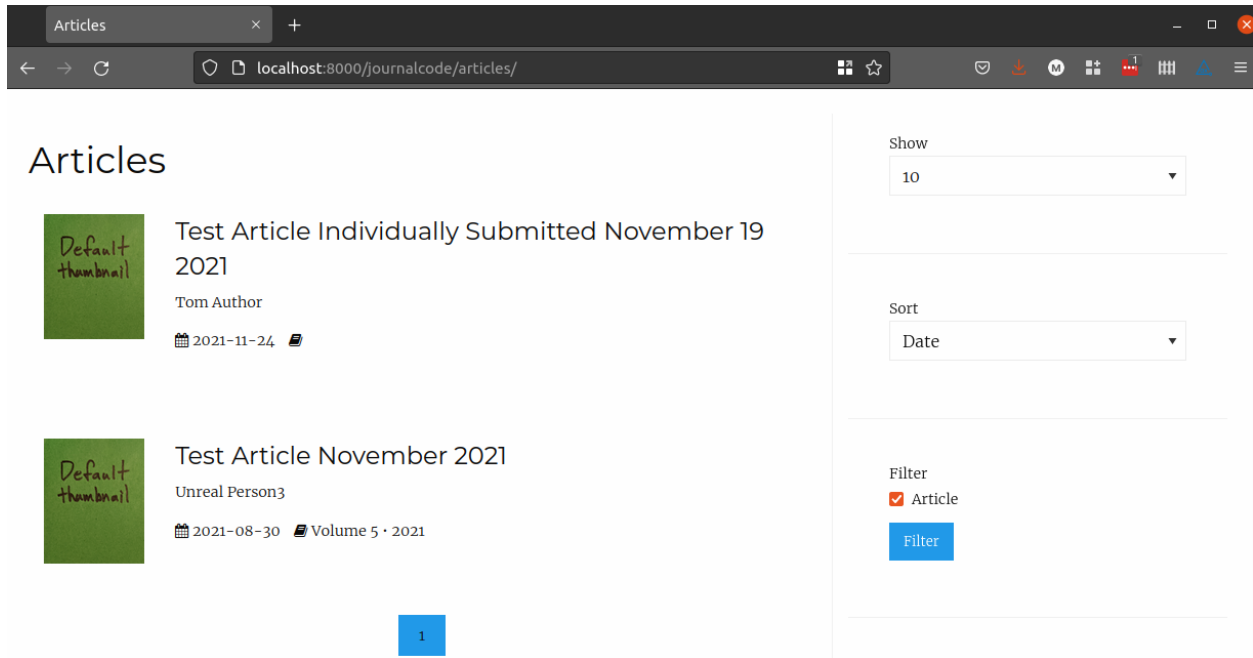 Articles
localhost:8000/journalcode/articles/
M
1
Articles
Default
thumbnail
Test Article Individually Submitted November 19
2021
Tom Author
2021-11-24
Default
thumbnail
Test Article November 2021
Unreal Person3
2021-08-30 Volume 5 · 2021
1
Show
10
Sort
Date
Filter
Article
Filter